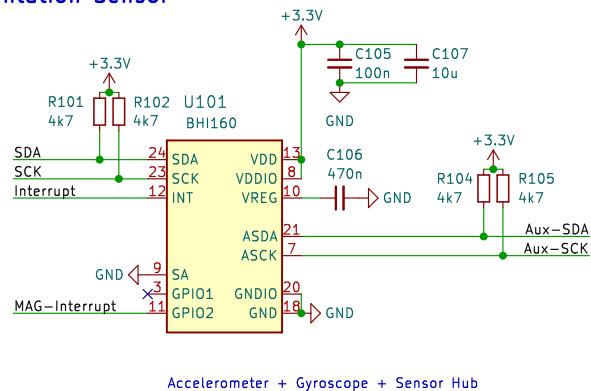 ntation Sensor
+3.3V
C105
100n
C107
10u
GND
+3.3V
R101
4k7
R102
4k7
U101
BHI160
SDA
SCK
Interrupt
MAG-Interrupt
GND
24 SDA
23 SCK
12 INT
9 SA
3 GPIO1
11 GPIO2
VDD 13
VDDIO 8
VREG 10
ASDA 21
ASCK 7
GNDIO 20
GND 18
C106
470n
GND
+3.3V
R104
4k7
R105
4k7
Aux-SDA
Aux-SCK
GND
Accelerometer + Gyroscope + Sensor Hub